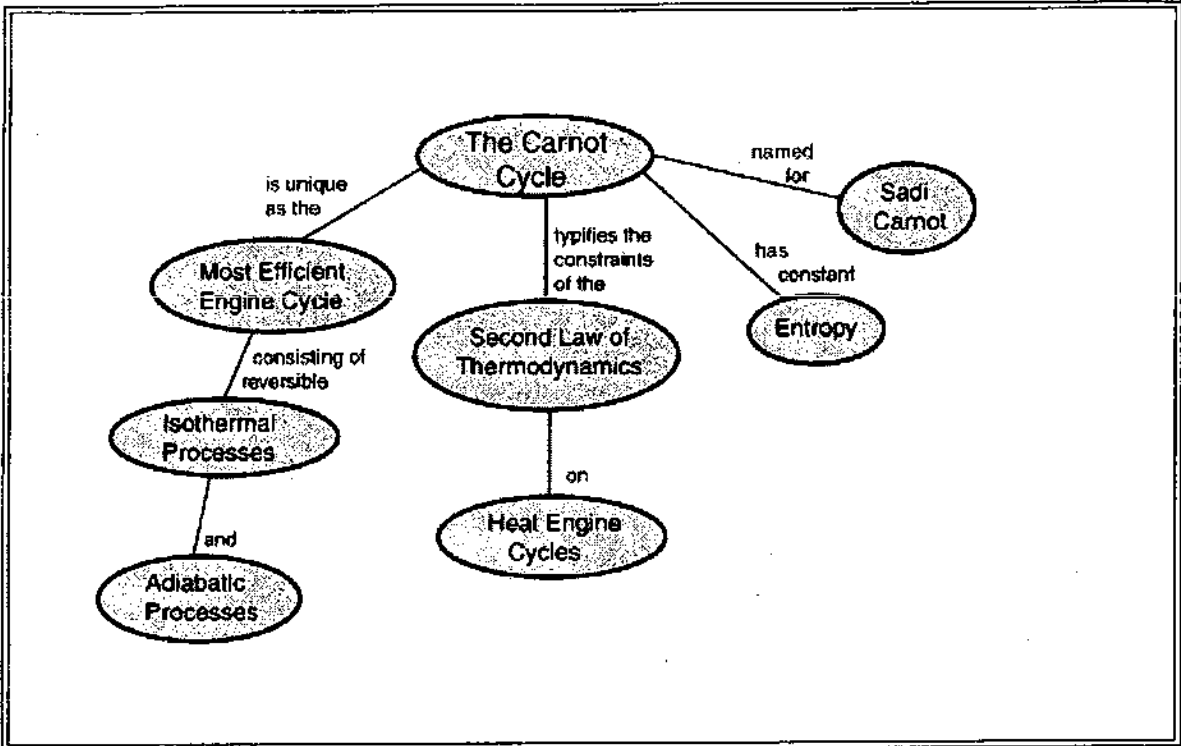 The Carnot
Cycle
named
for
Sadi
Carnot
is unique
as the
typifies the
constraints
of the
has
constant
Most Efficient
Engine Cycle
Second Law of
Thermodynamics
Entropy
consisting of
reversible
Isothermal
Processes
on
Heat Engine
Cycles
and
Adiabatic
Processes